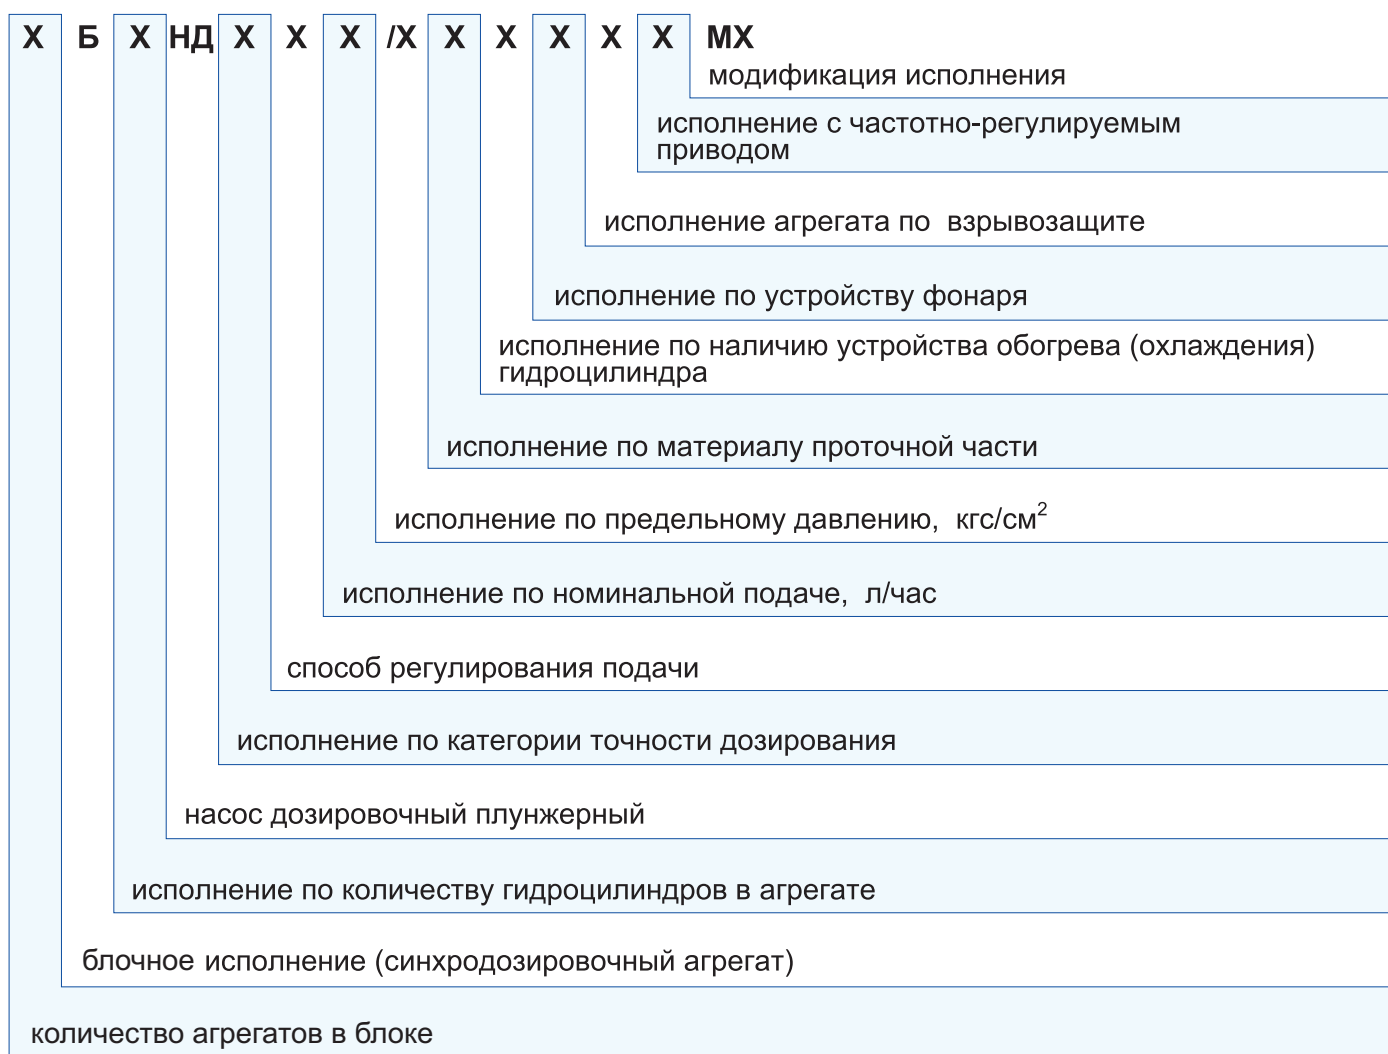 Х Б Х НД Х Х Х /Х Х Х Х Х Х МХ
модификация исполнения
исполнение с частотно-регулируемым
приводом
исполнение агрегата по взрывозащите
исполнение по устройству фонаря
исполнение по наличию устройства обогрева (охлаждения)
гидроцилиндра
исполнение по материалу проточной части
исполнение по предельному давлению, кгс/см²
исполнение по номинальной подаче, л/час
способ регулирования подачи
исполнение по категории точности дозирования
насос дозировочный плунжерный
исполнение по количеству гидроцилиндров в агрегате
блочное исполнение (синхродозировочный агрегат)
количество агрегатов в блоке